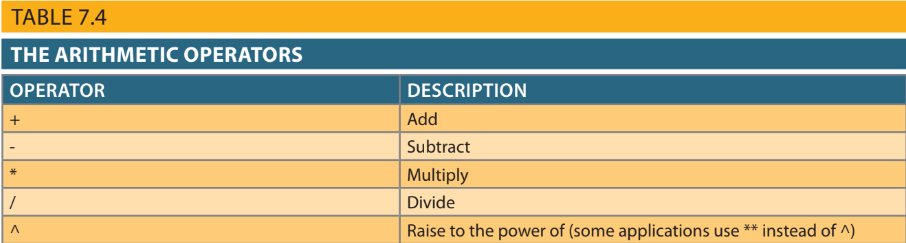 TABLE 7.4
THE ARITHMETIC OPERATORS
OPERATOR DESCRIPTION
+ Add
- Subtract
* Multiply
/ Divide
^ Raise to the power of (some applications use ** instead of ^)